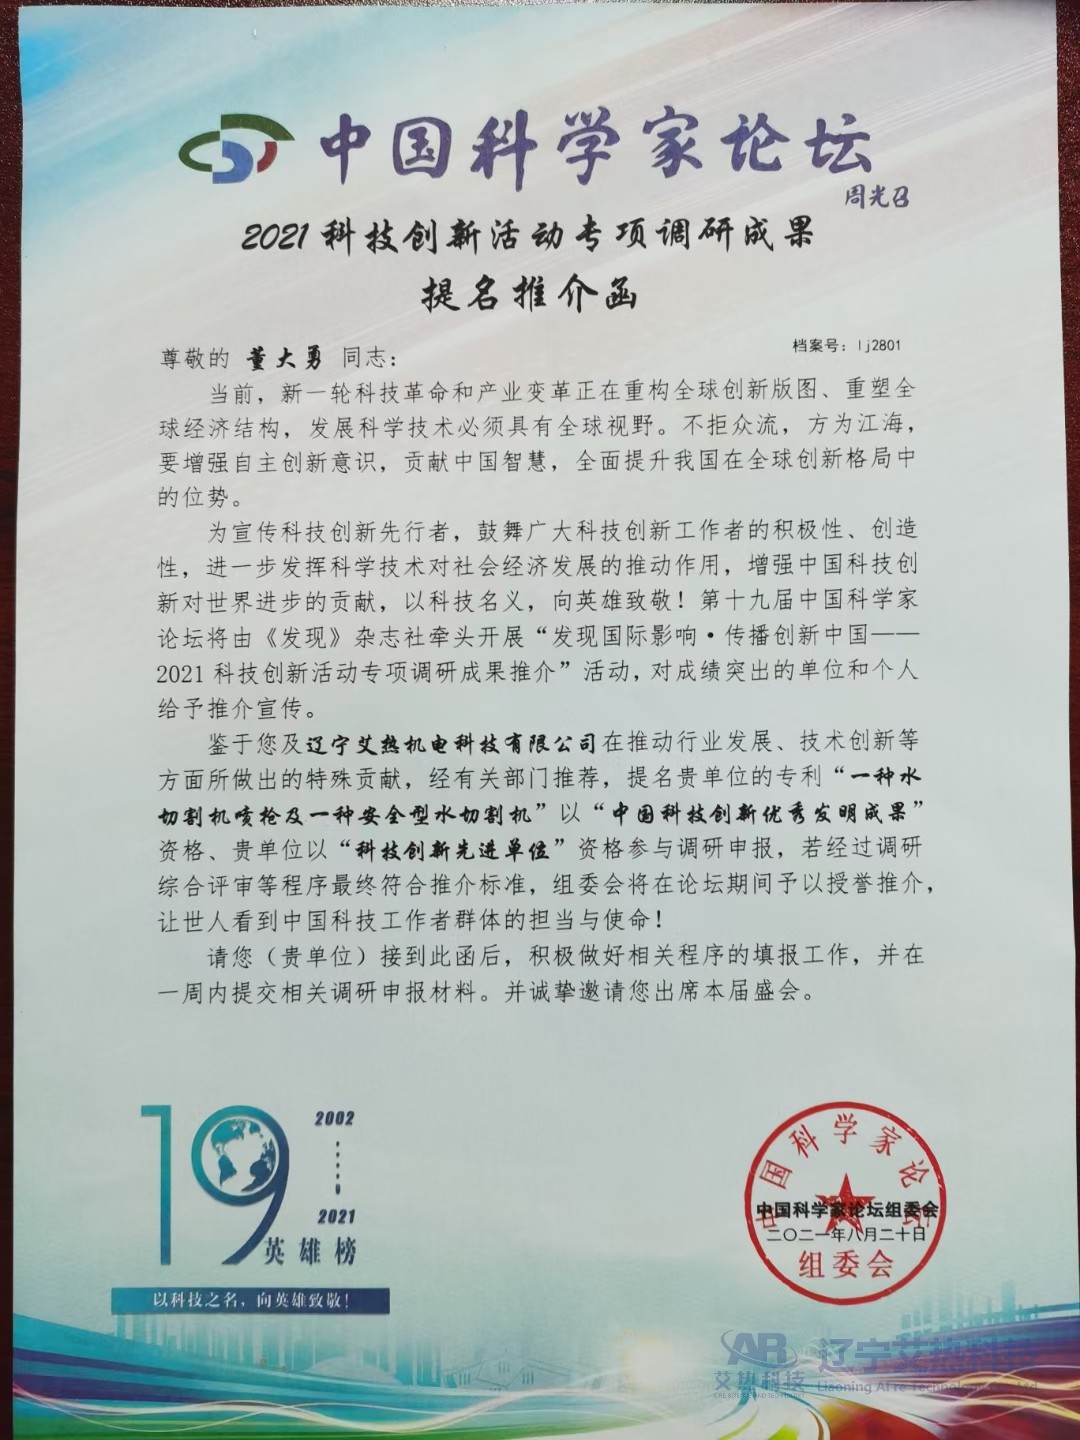 中国科学家论坛
周光召
2021科技创新活动专项调研成果
提名推介函
档案号：lj2801
尊敬的 董大勇 同志：
当前，新一轮科技革命和产业变革正在重构全球创新版图、重塑全
球经济结构，发展科学技术必须具有全球视野。不拒众流，方为江海，
要增强自主创新意识，贡献中国智慧，全面提升我国在全球创新格局中
的位势。
为宣传科技创新先行者，鼓舞广大科技创新工作者的积极性、创造
性，进一步发挥科学技术对社会经济发展的推动作用，增强中国科技创
新对世界进步的贡献，以科技名义，向英雄致敬！第十九届中国科学家
论坛将由《发现》杂志社牵头开展“发现国际影响·传播创新中国——
2021科技创新活动专项调研成果推介”活动，对成绩突出的单位和个人
给予推介宣传。
鉴于您及辽宁艾热机电科技有限公司在推动行业发展、技术创新等
方面所做出的特殊贡献，经有关部门推荐，提名贵单位的专利“一种水
切割机喷枪及一种安全型水切割机”以“中国科技创新优秀发明成果”
资格、贵单位以“科技创新先进单位”资格参与调研申报，若经过调研
综合评审等程序最终符合推介标准，组委会将在论坛期间予以授誉推介，
让世人看到中国科技工作者群体的担当与使命！
请您（贵单位）接到此函后，积极做好相关程序的填报工作，并在
一周内提交相关调研申报材料。并诚挚邀请您出席本届盛会。
19
2002
2021
英雄榜
以科技之名，向英雄致敬！
中国科学家论坛
中国科学家论坛组委会
二〇二一年八月二十日
组委会
AR
艾热科技
辽宁艾热科技
Liaoning AI re Technology